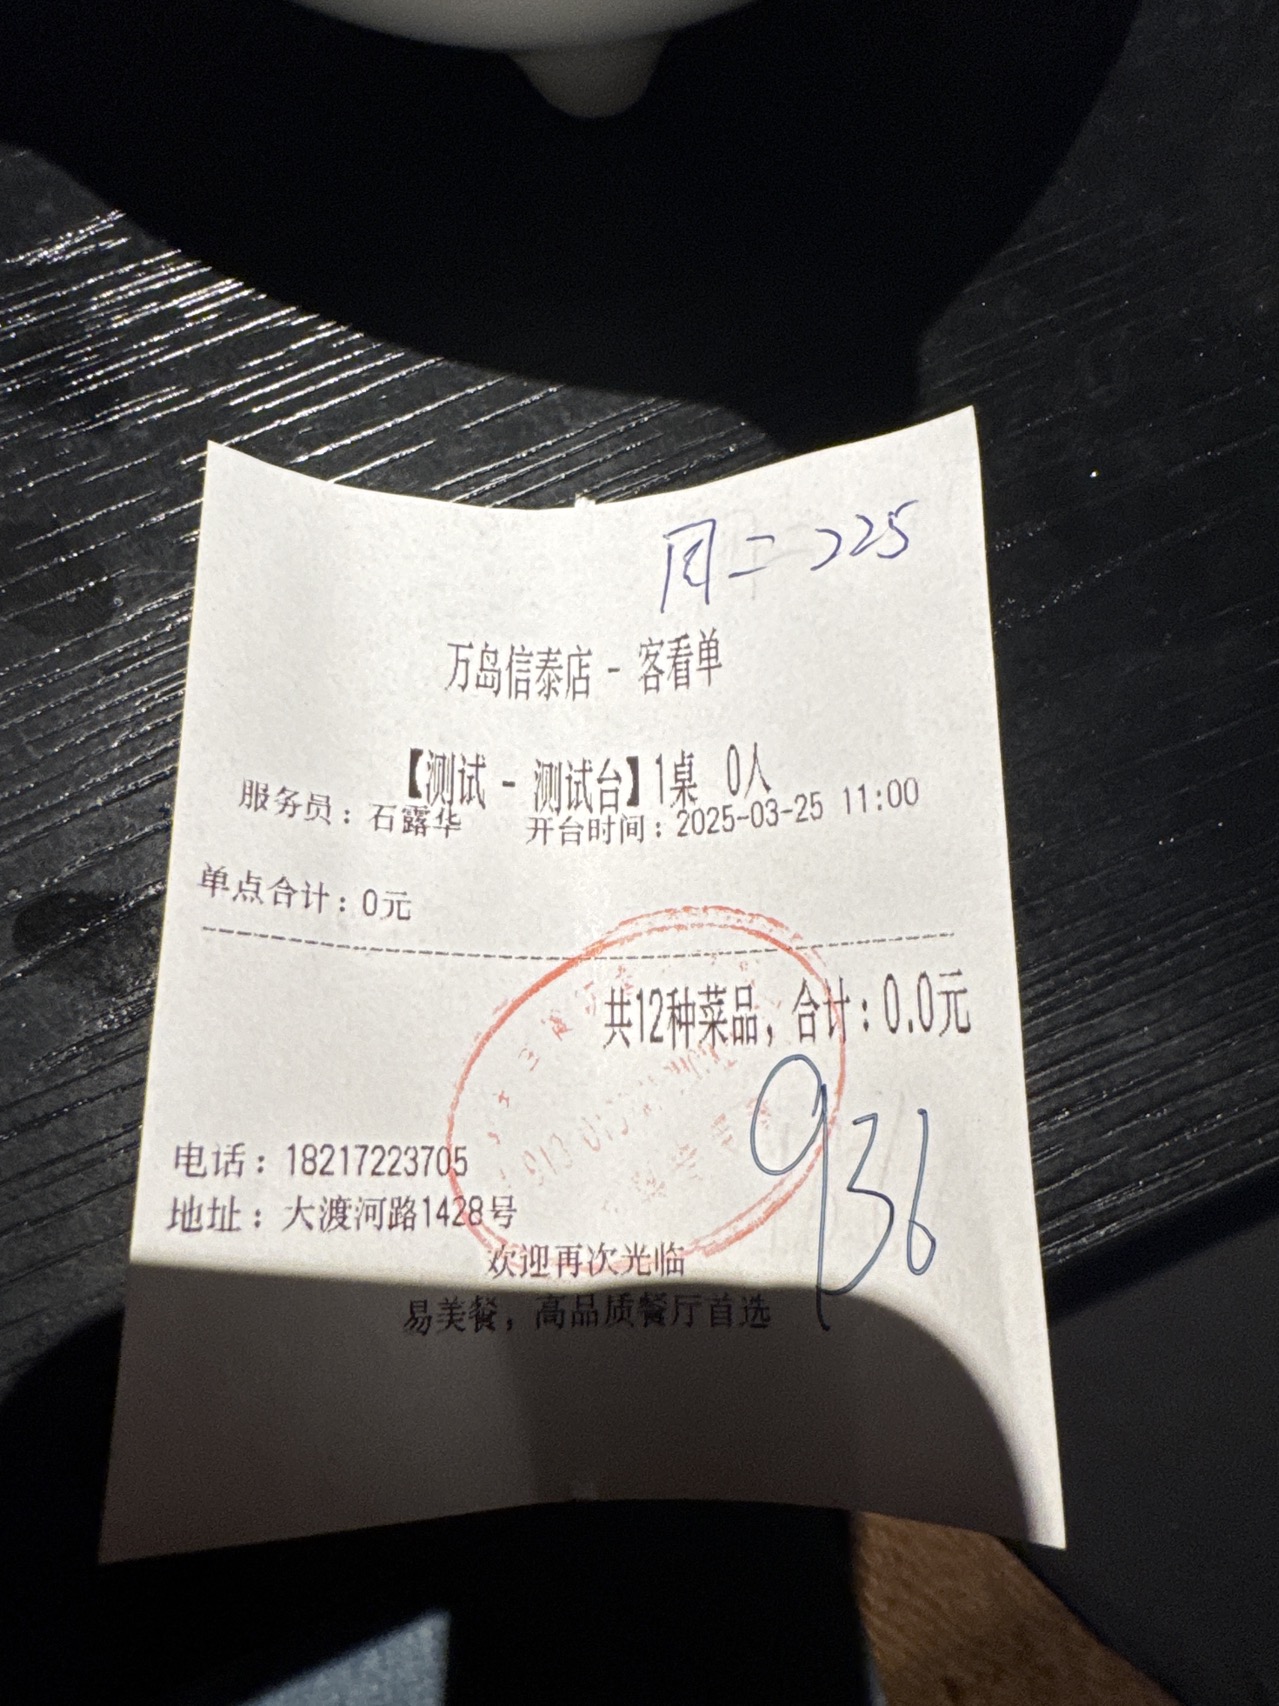 周二 225
万岛信泰店 - 客看单
【测试 - 测试台】1桌 0人
服务员：石露华 开台时间：2025-03-25 11:00
单点合计：0元
共12种菜品，合计：0.0元
936
电话：18217223705
地址：大渡河路1428号
欢迎再次光临
易美餐，高品质餐厅首选